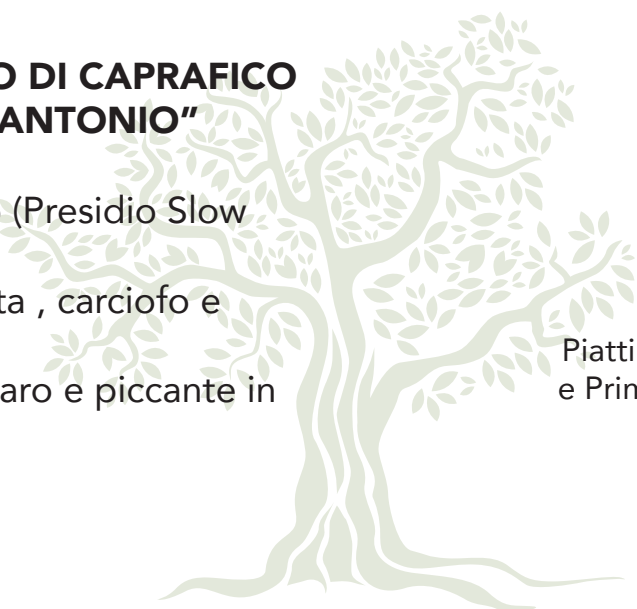 O DI CAPRAFICO
ANTONIO”
(Presidio Slow
ta , carciofo e
Piatti
e Prim
aro e piccante in